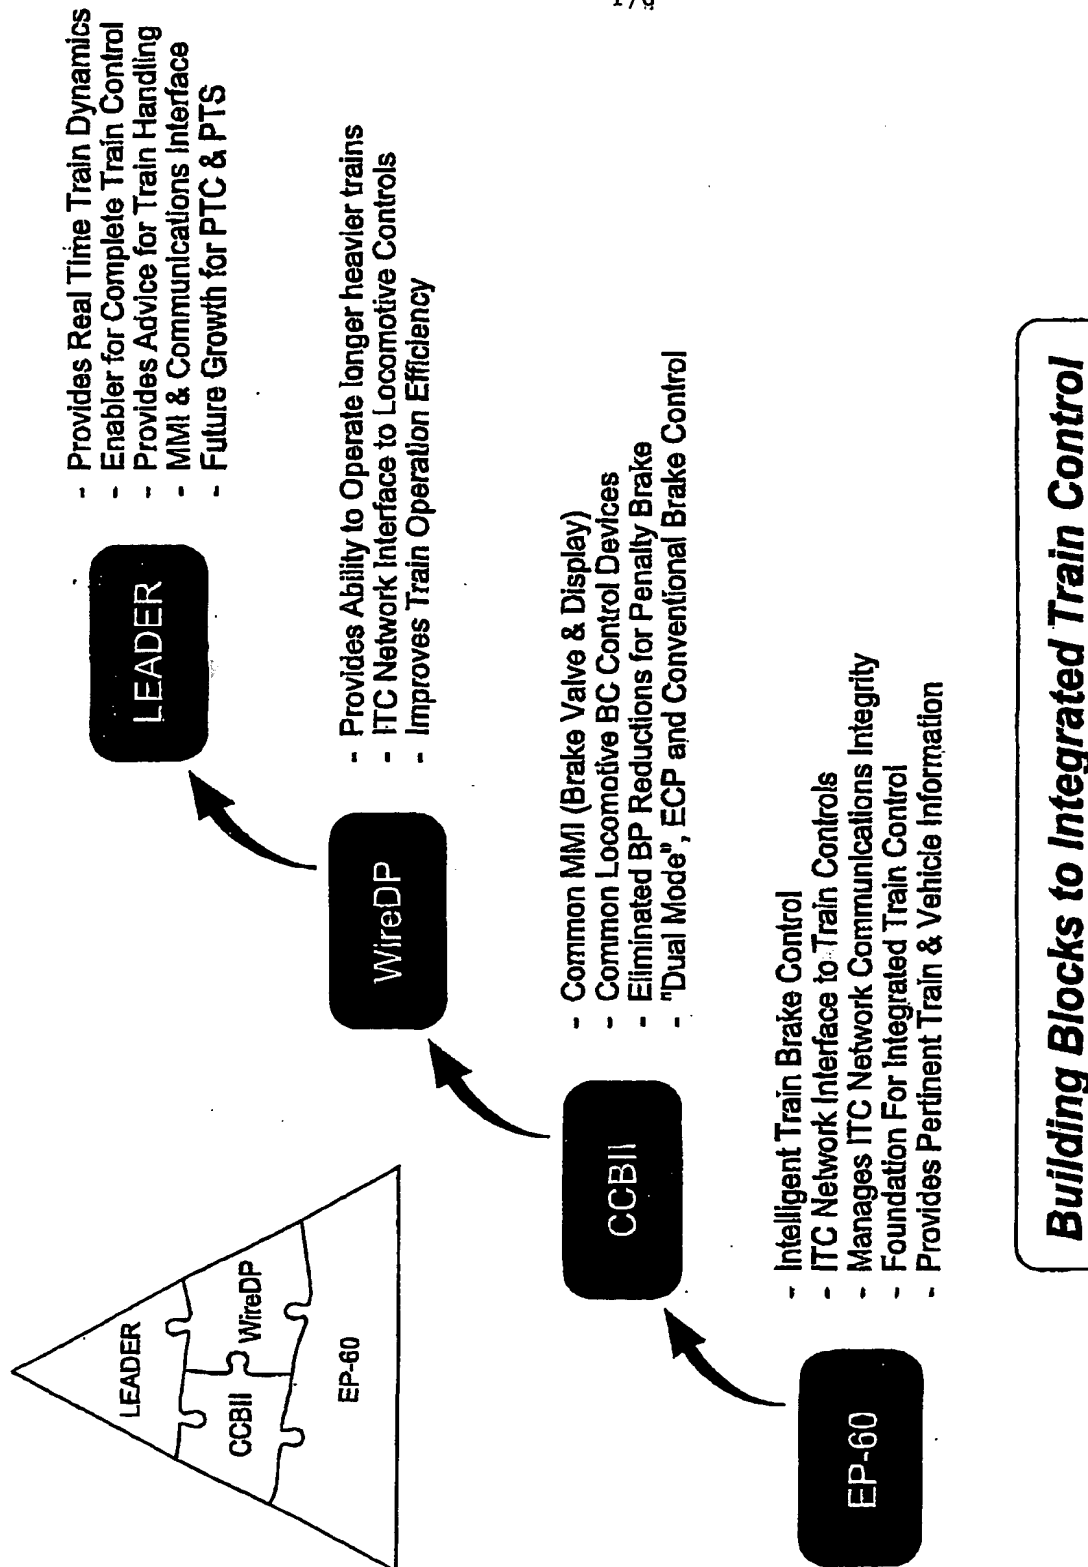 1/9
LEADER
CCBII
WireDP
EP-60
LEADER
- Provides Real Time Train Dynamics
- Enabler for Complete Train Control
- Provides Advice for Train Handling
- MMI & Communications Interface
- Future Growth for PTC & PTS
WireDP
- Provides Ability to Operate longer heavier trains
- ITC Network Interface to Locomotive Controls
- Improves Train Operation Efficiency
CCBII
- Common MMI (Brake Valve & Display)
- Common Locomotive BC Control Devices
- Eliminated BP Reductions for Penalty Brake
- "Dual Mode", ECP and Conventional Brake Control
EP-60
- Intelligent Train Brake Control
- ITC Network Interface to Train Controls
- Manages ITC Network Communications Integrity
- Foundation For Integrated Train Control
- Provides Pertinent Train & Vehicle Information
Building Blocks to Integrated Train Control